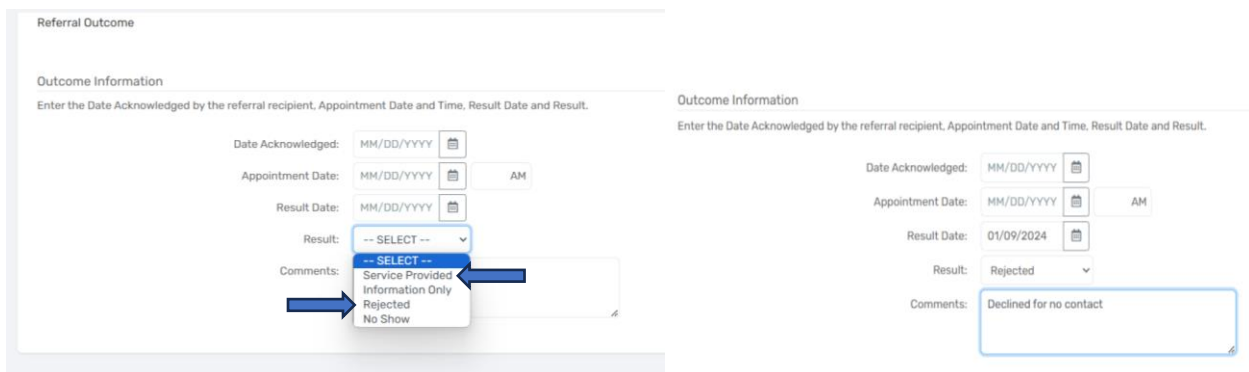 Referral Outcome
Outcome Information
Enter the Date Acknowledged by the referral recipient, Appointment Date and Time, Result Date and Result.
Date Acknowledged: MM/DD/YYYY
Appointment Date: MM/DD/YYYY AM
Result Date: MM/DD/YYYY
Result: -- SELECT --
-- SELECT --
Comments: Service Provided
Information Only
Rejected
No Show
Outcome Information
Enter the Date Acknowledged by the referral recipient, Appointment Date and Time, Result Date and Result.
Date Acknowledged: MM/DD/YYYY
Appointment Date: MM/DD/YYYY AM
Result Date: 01/09/2024
Result: Rejected
Comments: Declined for no contact